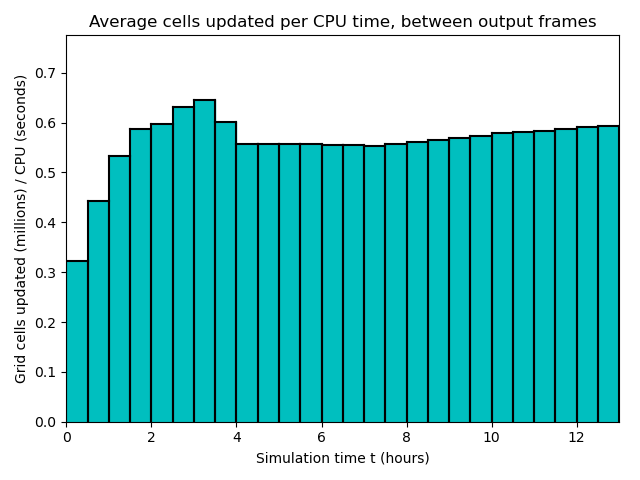 Average cells updated per CPU time, between output frames
Grid cells updated (millions) / CPU (seconds)
0.7
0.6
0.5
0.4
0.3
0.2
0.1
0.0
0 2 4 6 8 10 12
Simulation time t (hours)